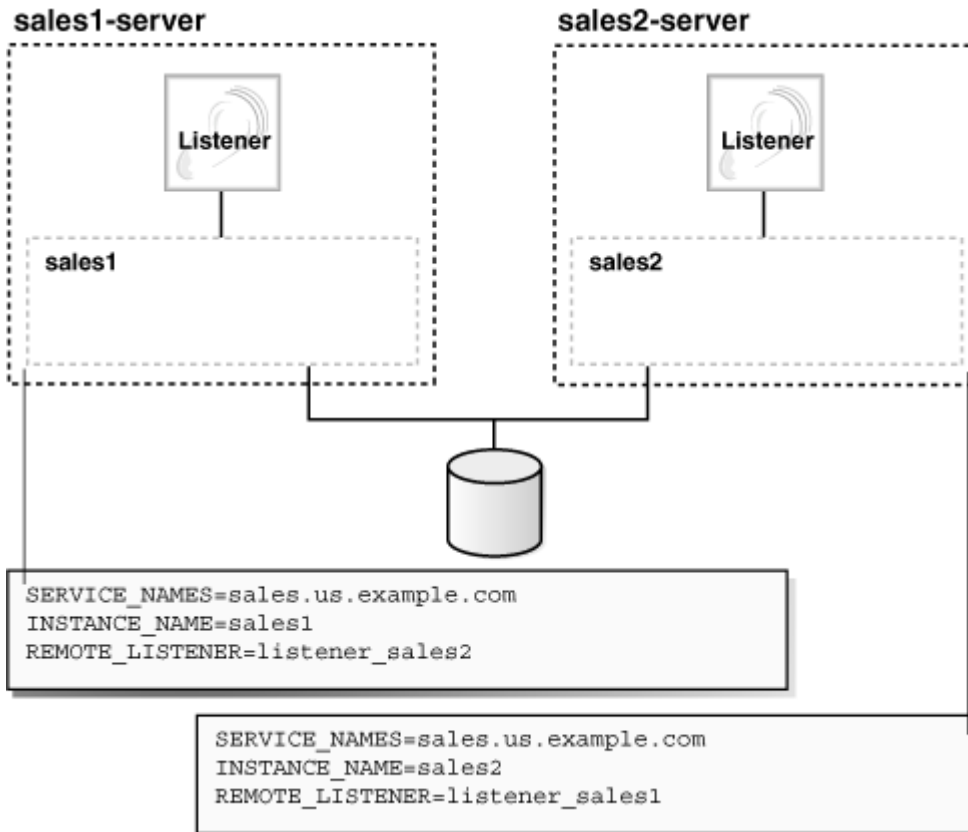 sales1-server
sales2-server
Listener
Listener
sales1
sales2
SERVICE_NAMES=sales.us.example.com
INSTANCE_NAME=sales1
REMOTE_LISTENER=listener_sales2
SERVICE_NAMES=sales.us.example.com
INSTANCE_NAME=sales2
REMOTE_LISTENER=listener_sales1